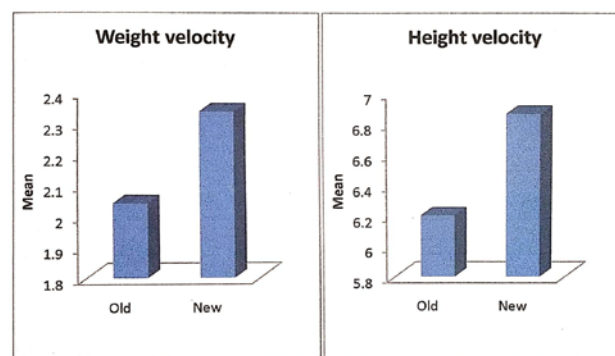 Weight velocity
Mean
2.4
2.3
2.2
2.1
2
1.9
1.8
Old New
Height velocity
Mean
7
6.8
6.6
6.4
6.2
6
5.8
Old New